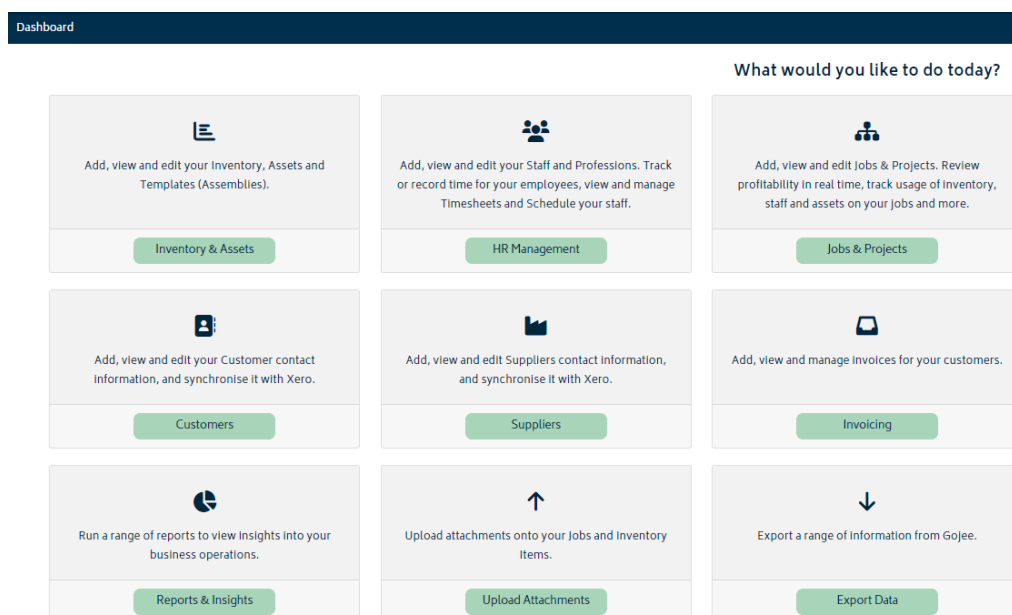 Dashboard
What would you like to do today?
Add, view and edit your Inventory, Assets and
Templates (Assemblies).
Inventory & Assets
Add, view and edit your Staff and Professions. Track
or record time for your employees, view and manage
Timesheets and Schedule your staff.
HR Management
Add, view and edit Jobs & Projects. Review
profitability in real time, track usage of inventory,
staff and assets on your jobs and more.
Jobs & Projects
Add, view and edit your Customer contact
information, and synchronise it with Xero.
Customers
Add, view and edit Suppliers contact information,
and synchronise it with Xero.
Suppliers
Add, view and manage invoices for your customers.
Invoicing
Run a range of reports to view insights into your
business operations.
Reports & Insights
Upload attachments onto your Jobs and Inventory
Items.
Upload Attachments
Export a range of information from Gojee.
Export Data